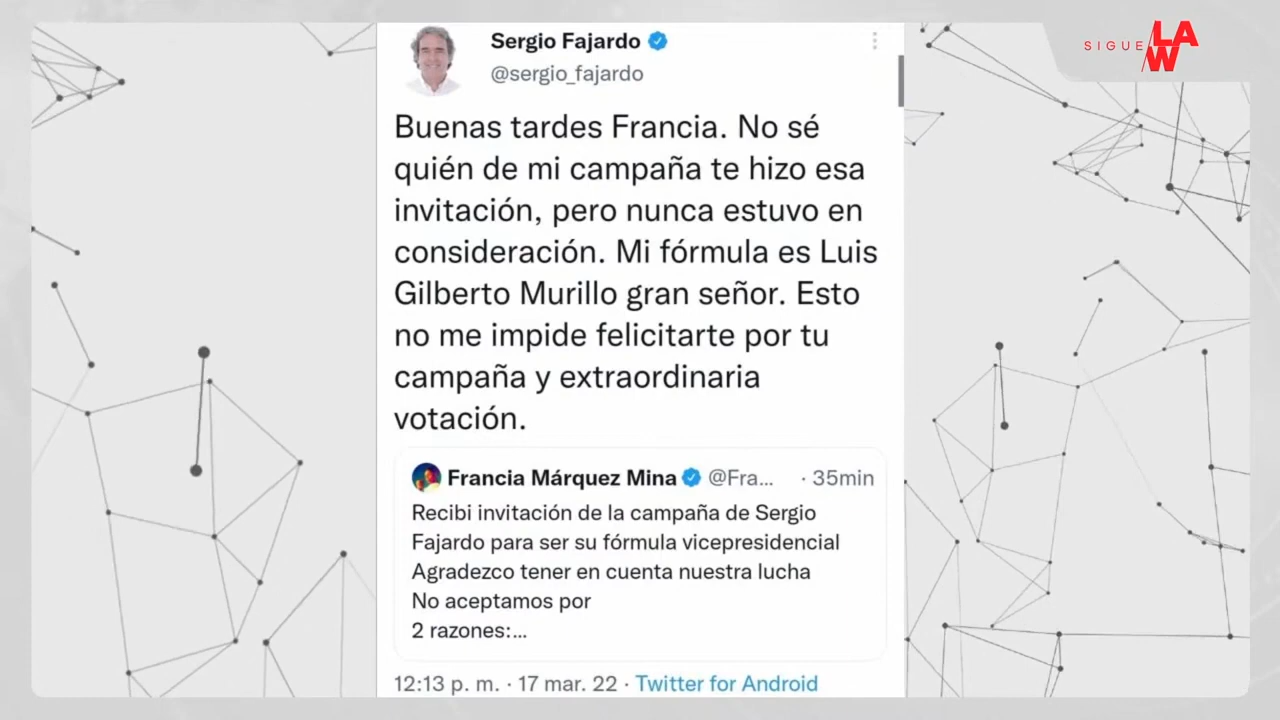 SIGUE LA W
Sergio Fajardo
@sergio_fajardo
Buenas tardes Francia. No sé
quién de mi campaña te hizo esa
invitación, pero nunca estuvo en
consideración. Mi fórmula es Luis
Gilberto Murillo gran señor. Esto
no me impide felicitarte por tu
campaña y extraordinaria
votación.
Francia Márquez Mina @Fra... · 35min
Recibi invitación de la campaña de Sergio
Fajardo para ser su fórmula vicepresidencial
Agradezco tener en cuenta nuestra lucha
No aceptamos por
2 razones:...
12:13 p. m. · 17 mar. 22 · Twitter for Android